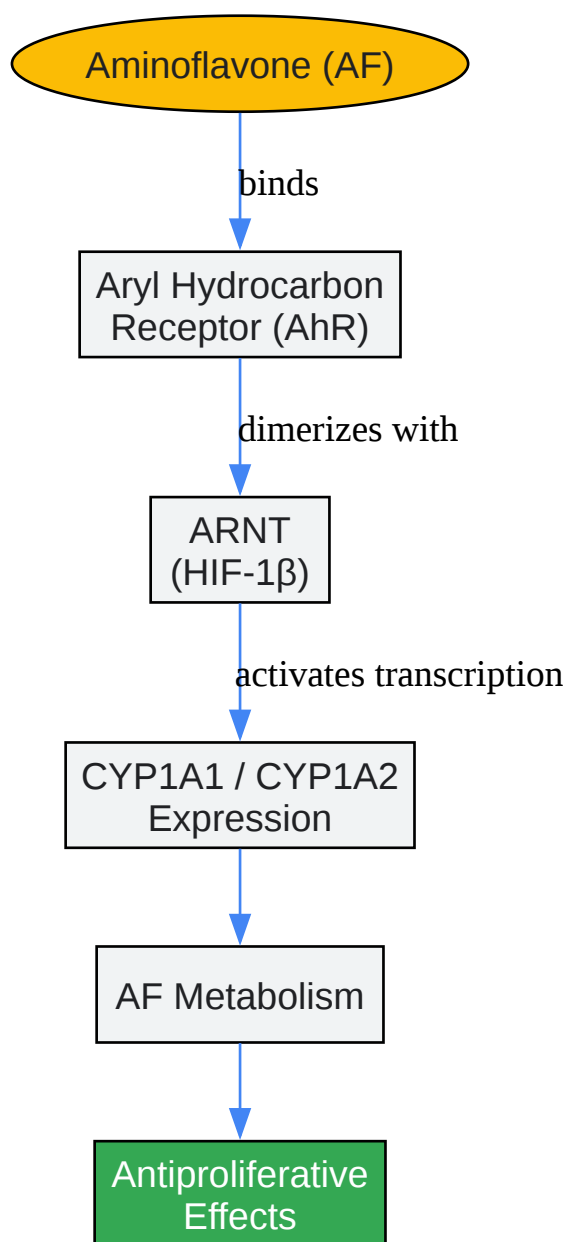 Aminoflavone (AF)
binds
Aryl Hydrocarbon
Receptor (AhR)
dimerizes with
ARNT
(HIF-1β)
activates transcription
CYP1A1 / CYP1A2
Expression
AF Metabolism
Antiproliferative
Effects